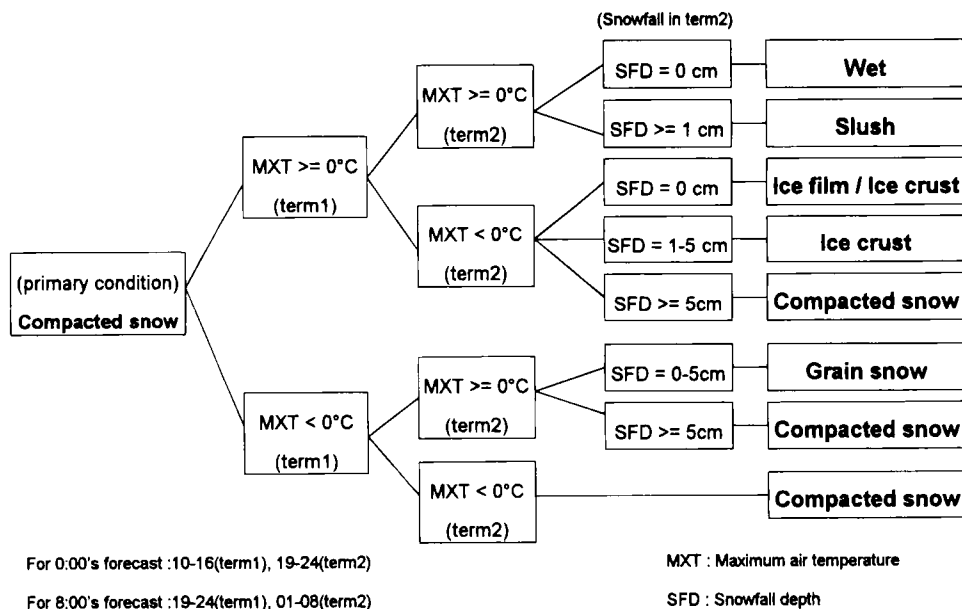 (Snowfall in term2)
SFD = 0 cm
Wet
MXT >= 0°C
(term2)
SFD >= 1 cm
Slush
MXT >= 0°C
(term1)
SFD = 0 cm
Ice film / Ice crust
MXT < 0°C
(term2)
SFD = 1-5 cm
Ice crust
SFD >= 5cm
Compacted snow
(primary condition)
Compacted snow
MXT >= 0°C
(term2)
SFD = 0-5cm
Grain snow
SFD >= 5cm
Compacted snow
MXT < 0°C
(term1)
MXT < 0°C
(term2)
Compacted snow
For 0:00's forecast :10-16(term1), 19-24(term2)
For 8:00's forecast :19-24(term1), 01-08(term2)
MXT : Maximum air temperature
SFD : Snowfall depth